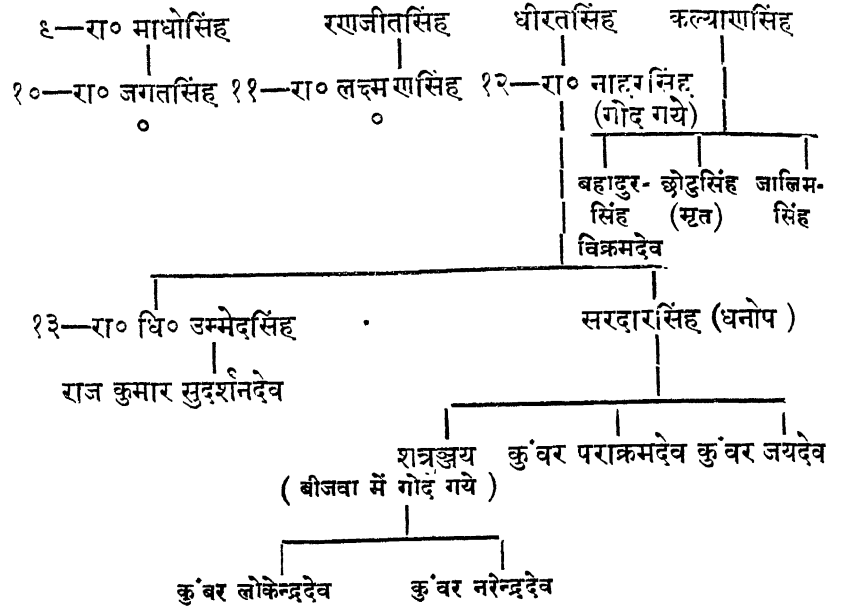 ९—रा० माधोसिंह रणजीतसिंह धीरतसिंह कल्याणसिंह
१०—रा० जगतसिंह ११—रा० लक्ष्मणसिंह १२—रा० नाहरसिंह
(गोद गये)
बहादुर- छोटुसिंह जालिम-
सिंह (मृत) सिंह
विक्रमदेव
१३—रा० धि० उम्मेदसिंह सरदारसिंह (धनोप )
राज कुमार सुदर्शनदेव
शत्रुञ्जय कुंवर पराक्रमदेव कुंवर जयदेव
( बीजवा में गोद गये )
कुंबर लोकेन्द्रदेव कुंवर नरेन्द्रदेव